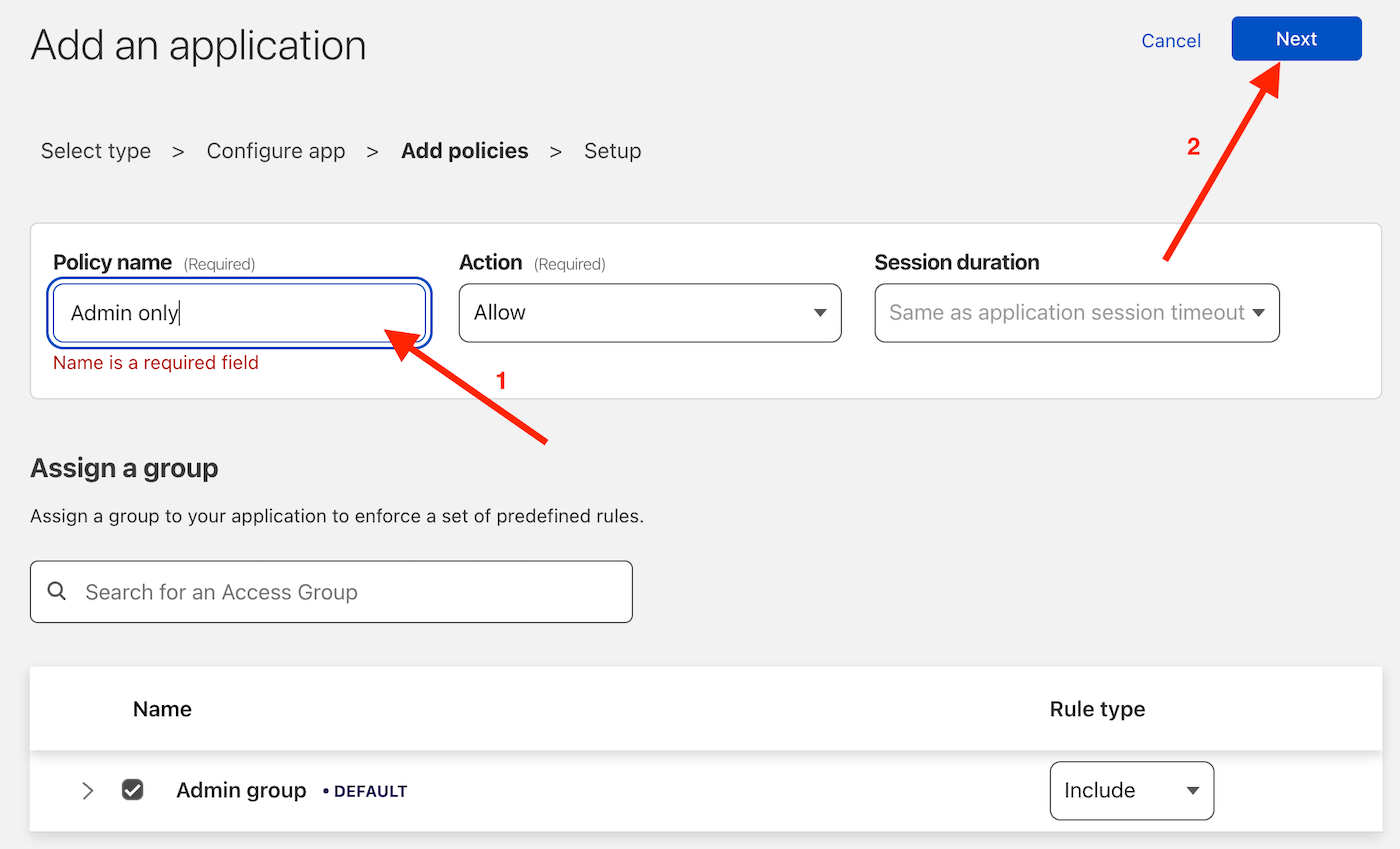 Add an application
Cancel
Next
2
Select type > Configure app > Add policies > Setup
Policy name (Required)
Action (Required)
Session duration
Admin only
Allow
Same as application session timeout
Name is a required field
1
Assign a group
Assign a group to your application to enforce a set of predefined rules.
Search for an Access Group
Name
Rule type
Admin group • DEFAULT
Include